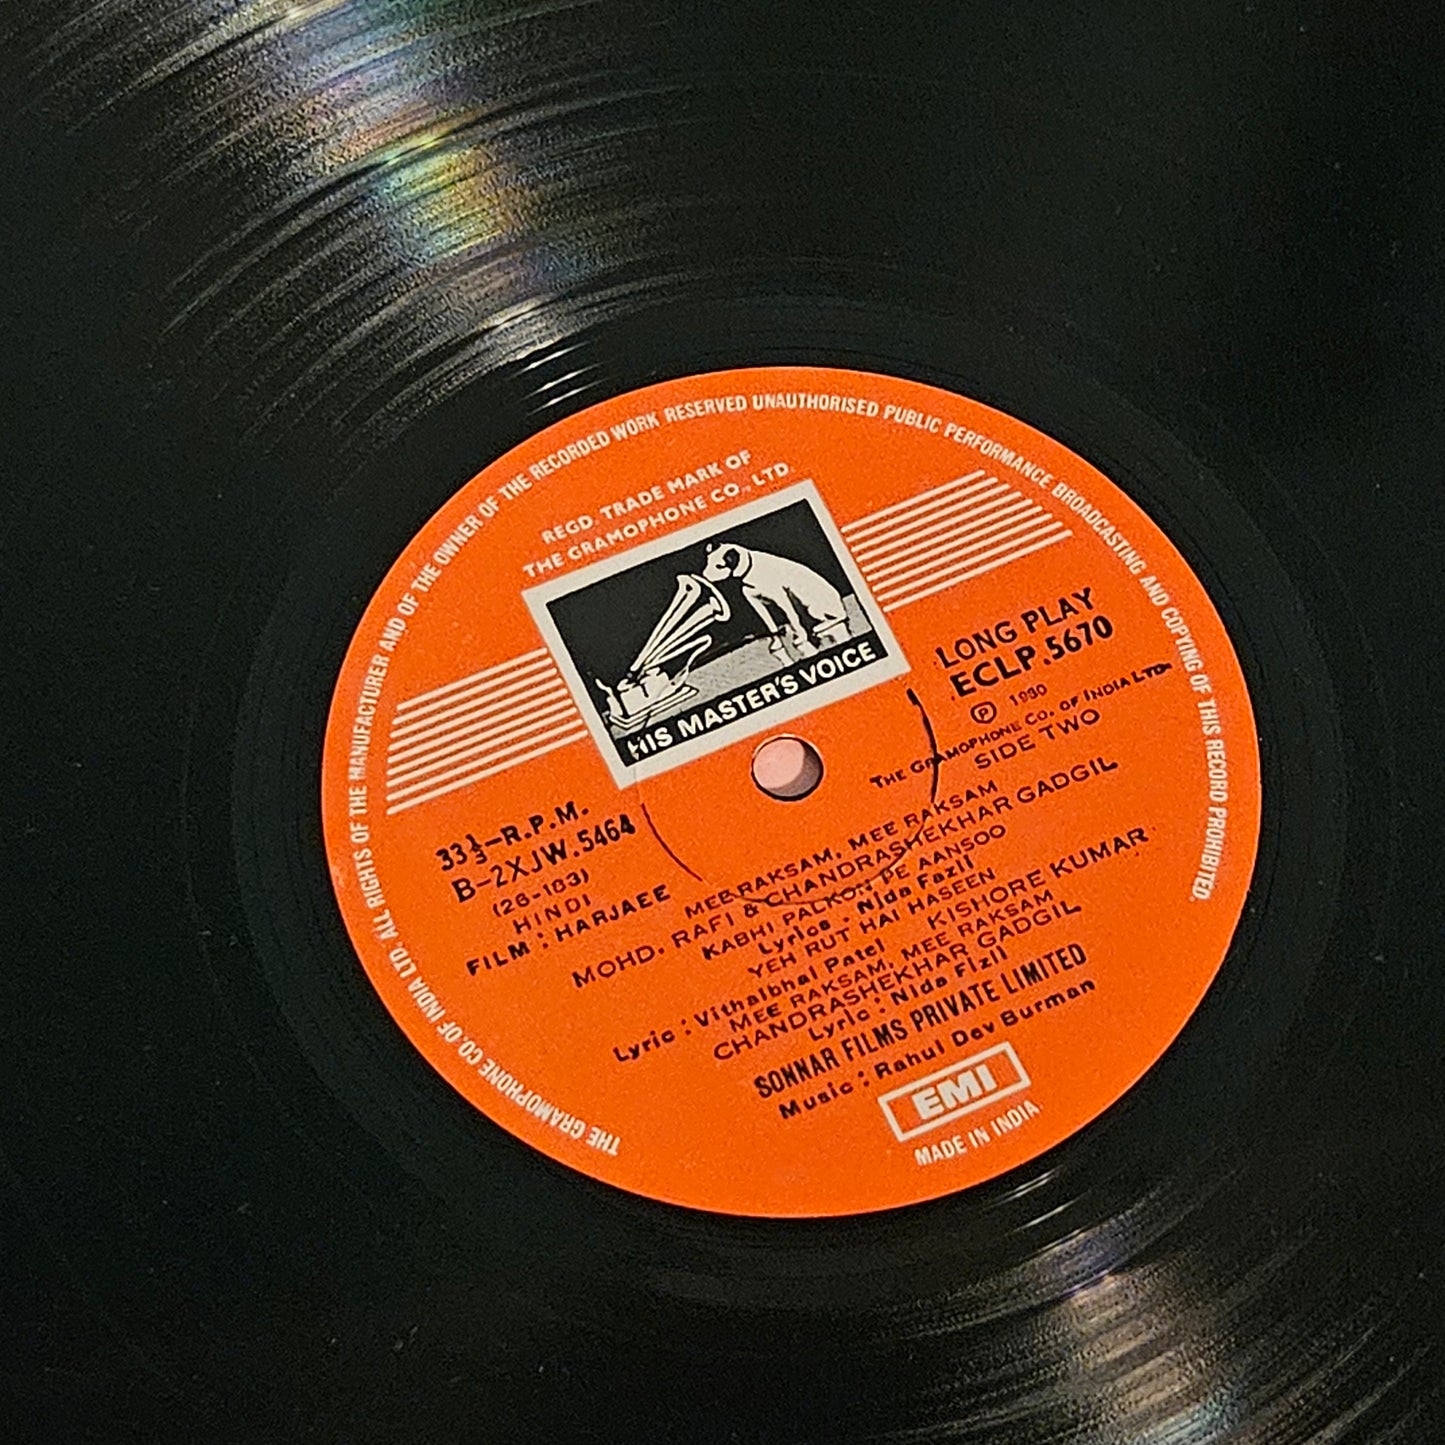 THE GRAMOPHONE CO. OF INDIA LTD. ALL RIGHTS OF THE MANUFACTURER AND OF THE OWNER OF THE RECORDED WORK RESERVED UNAUTHORISED PUBLIC PERFORMANCE BROADCASTING AND COPYING OF THIS RECORD PROHIBITED.
REGD. TRADE MARK OF
THE GRAMOPHONE CO., LTD.
HIS MASTER'S VOICE
LONG PLAY
ECLP.5670
Ⓟ 1980
THE GRAMOPHONE CO. OF INDIA LTD.
SIDE TWO
33⅓-R.P.M.
B-2XJW.5464
(26-183)
HINDI
FILM : HARJAEE
MEE RAKSAM, MEE RAKSAM
MOHD. RAFI & CHANDRASHEKHAR GADGIL
KABHI PALKON PE AANSOO
Lyrics : Nida Fazli
YEH RUT HAI HASEEN
Lyric : Vithalbhai Patel KISHORE KUMAR
MEE RAKSAM, MEE RAKSAM
CHANDRASHEKHAR GADGIL
Lyric : Nida Fizli
SONNAR FILMS PRIVATE LIMITED
Music : Rahul Dev Burman
EMI
MADE IN INDIA